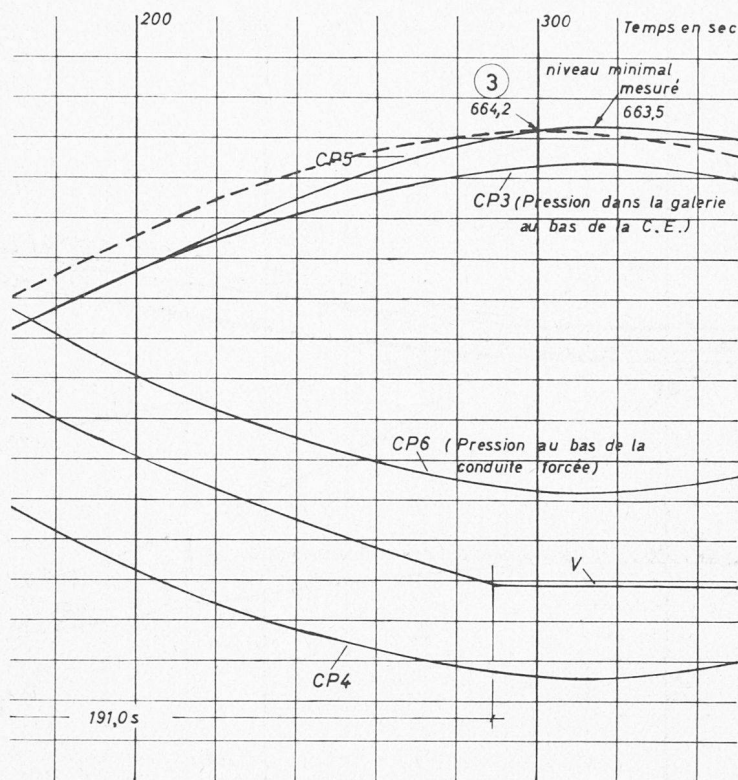 200
300
Temps en sec
3
664,2
niveau minimal
mesuré
663,5
CP5
CP3 (Pression dans la galerie
au bas de la C.E.)
CP6 (Pression au bas de la
conduite forcée)
V
CP4
191,0 s